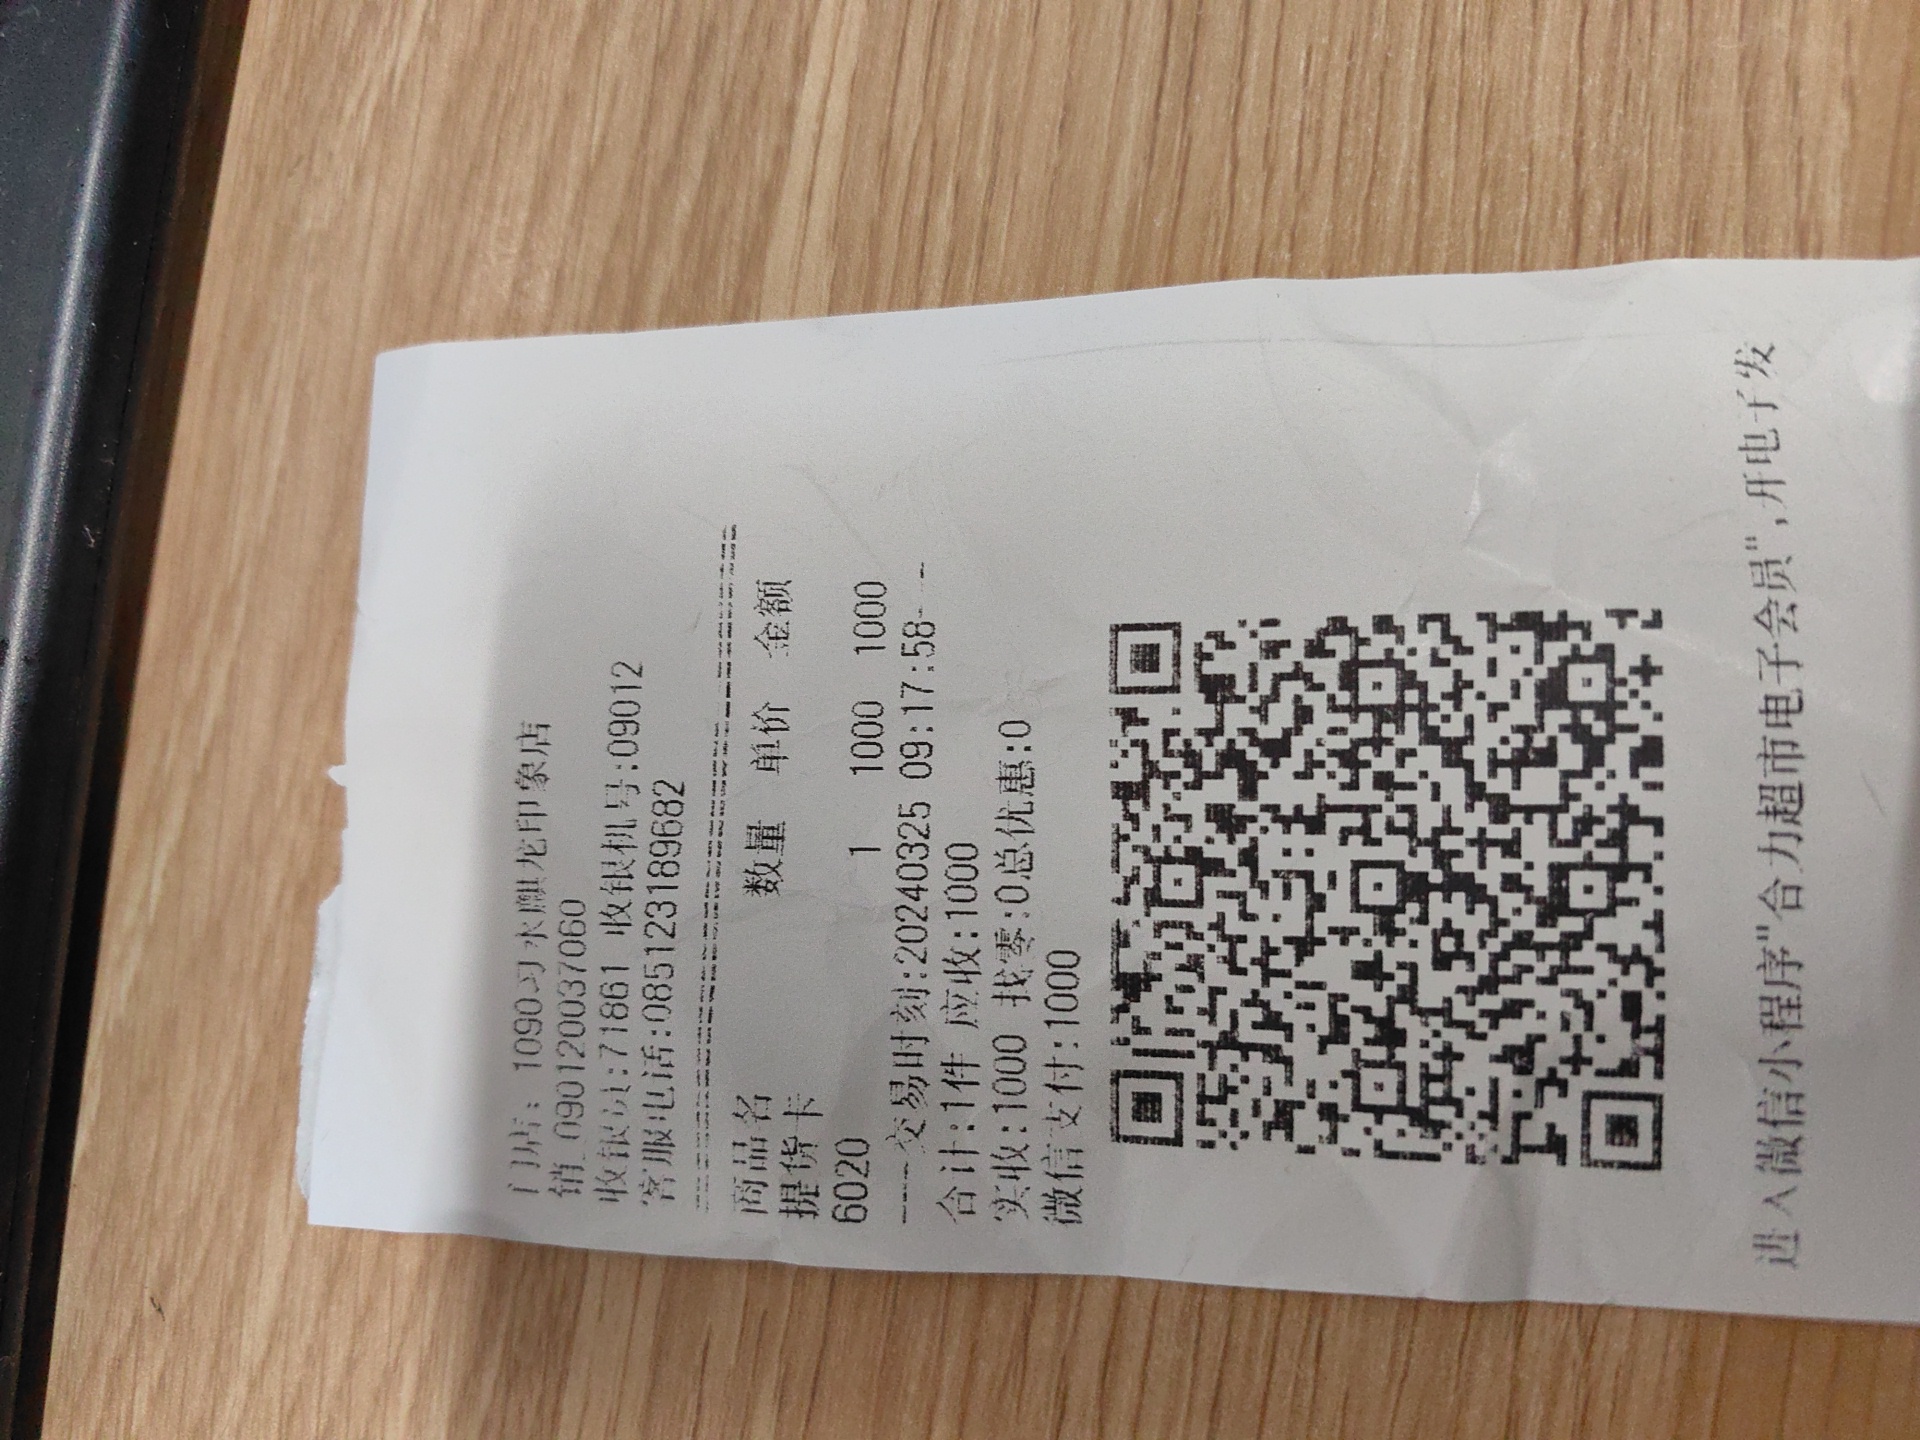 门店: 1090习水麒龙印象店
销_090120037060
收银员:71861 收银机号:09012
客服电话:085123189682
商品名 数量 单价 金额
提货卡
6020 1 1000 1000
----交易时刻:20240325 09:17:58----
合计:1件 应收:1000
实收:1000 找零:0总优惠:0
微信支付:1000
进入微信小程序"合力超市电子会员",开电子发